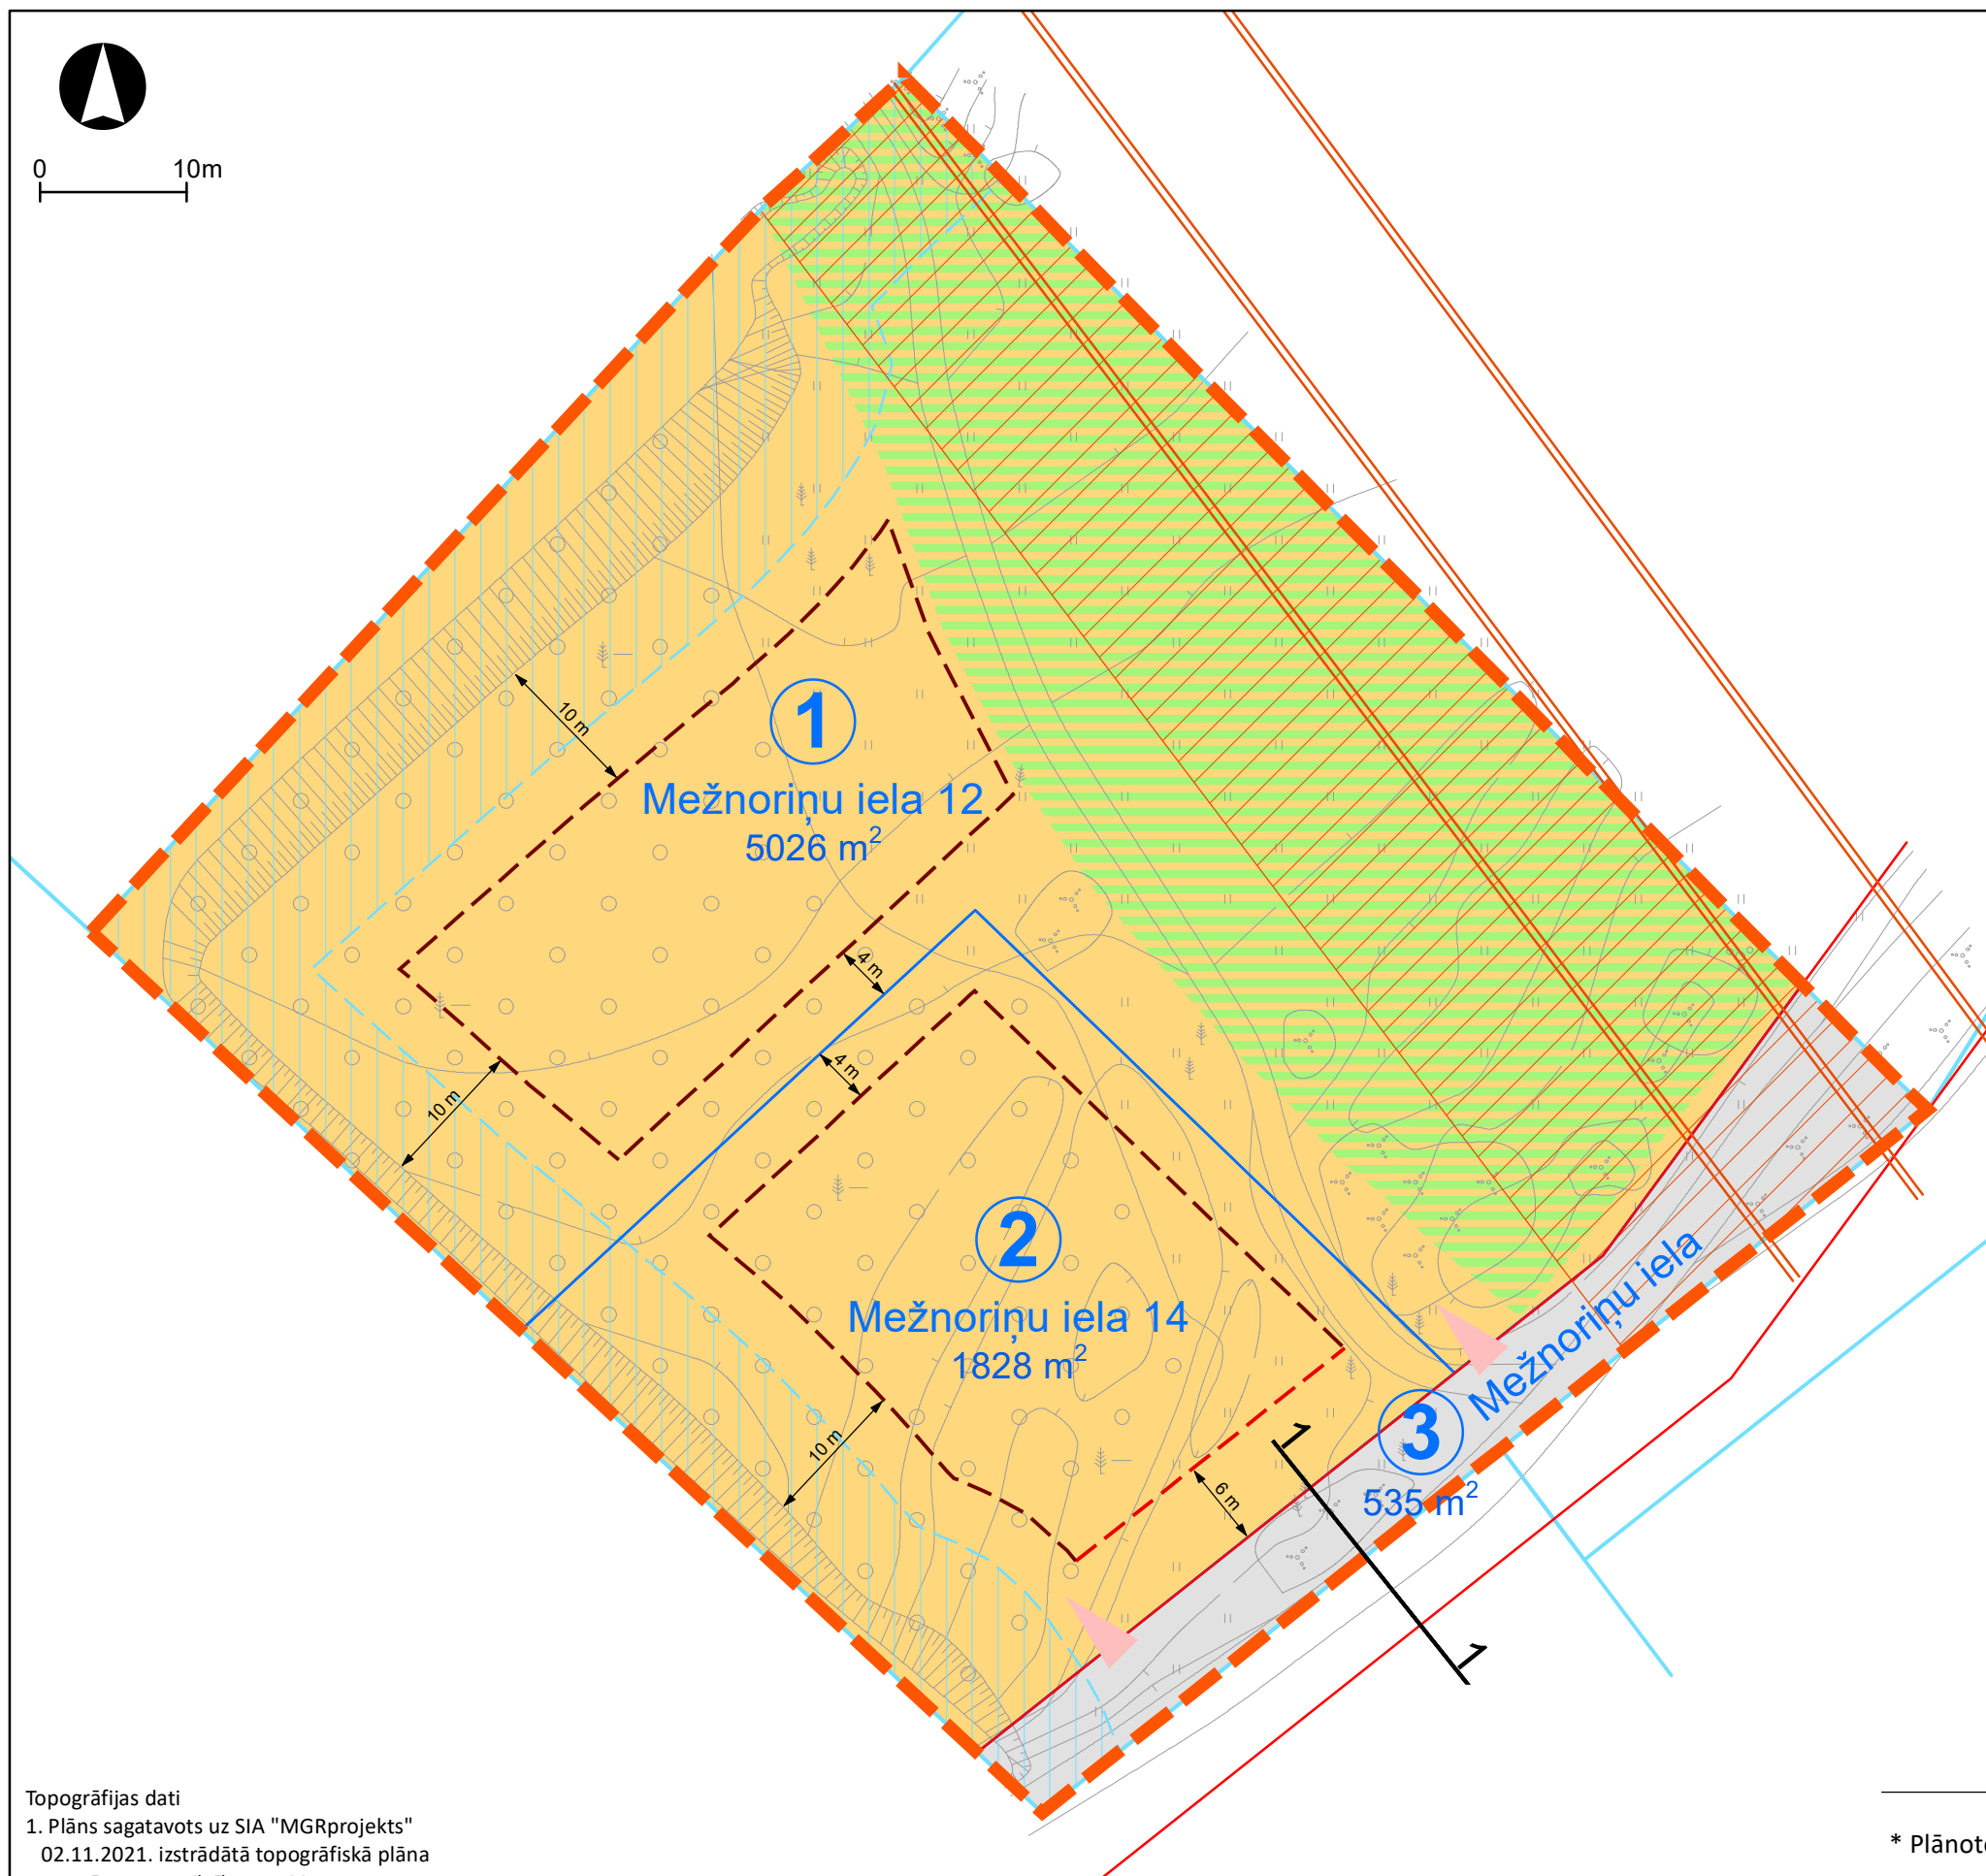 0 10m
10 m
1
Mežnoriņu iela 12
5026 m²
4 m
4 m
10 m
2
Mežnoriņu iela 14
1828 m²
10 m
6 m
Mežnoriņu iela
3
535 m²
1
1
Topogrāfijas dati
1. Plāns sagatavots uz SIA "MGRprojekts"
02.11.2021. izstrādātā topogrāfiskā plāna